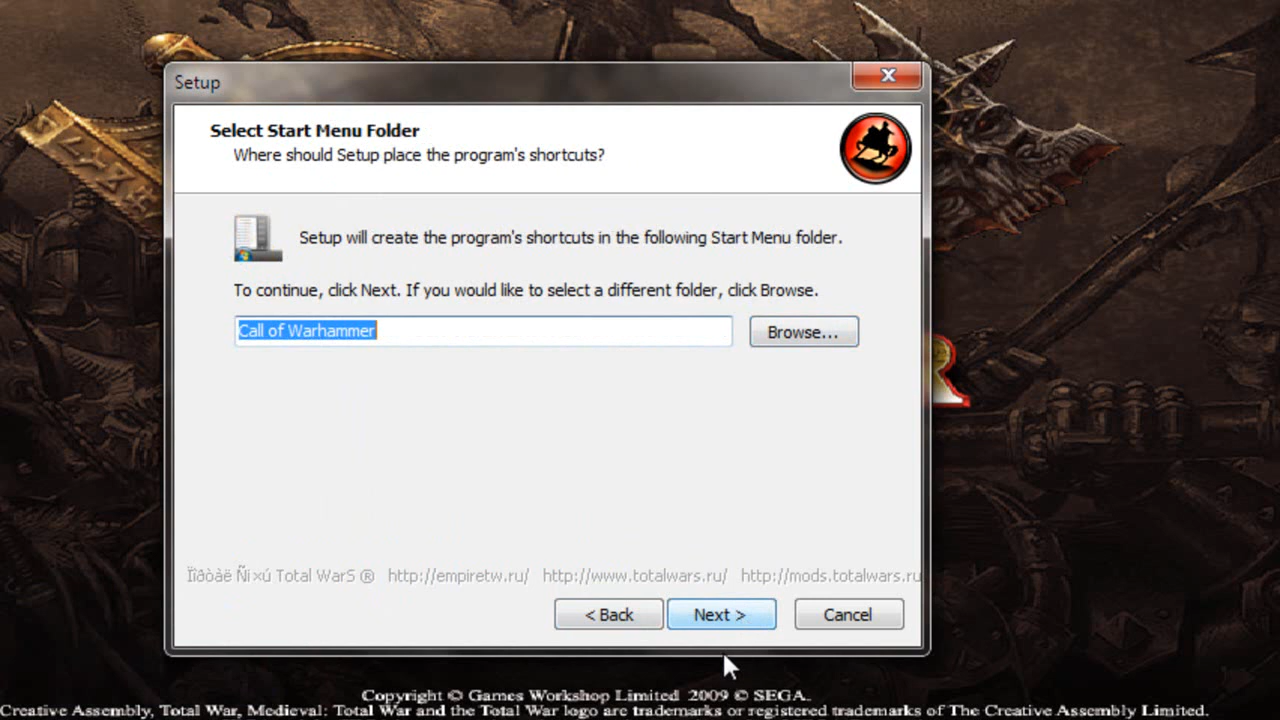 Setup
Select Start Menu Folder
Where should Setup place the program's shortcuts?
Setup will create the program's shortcuts in the following Start Menu folder.
To continue, click Next. If you would like to select a different folder, click Browse.
Call of Warhammer
Browse...
R
Ïîðòàë Ñi×ú Total WarS ® http://empiretw.ru/ http://www.totalwars.ru/ http://mods.totalwars.ru
< Back
Next >
Cancel
Copyright © Games Workshop Limited 2009 © SEGA.
Creative Assembly, Total War, Medieval: Total War and the Total War logo are trademarks or registered trademarks of The Creative Assembly Limited.